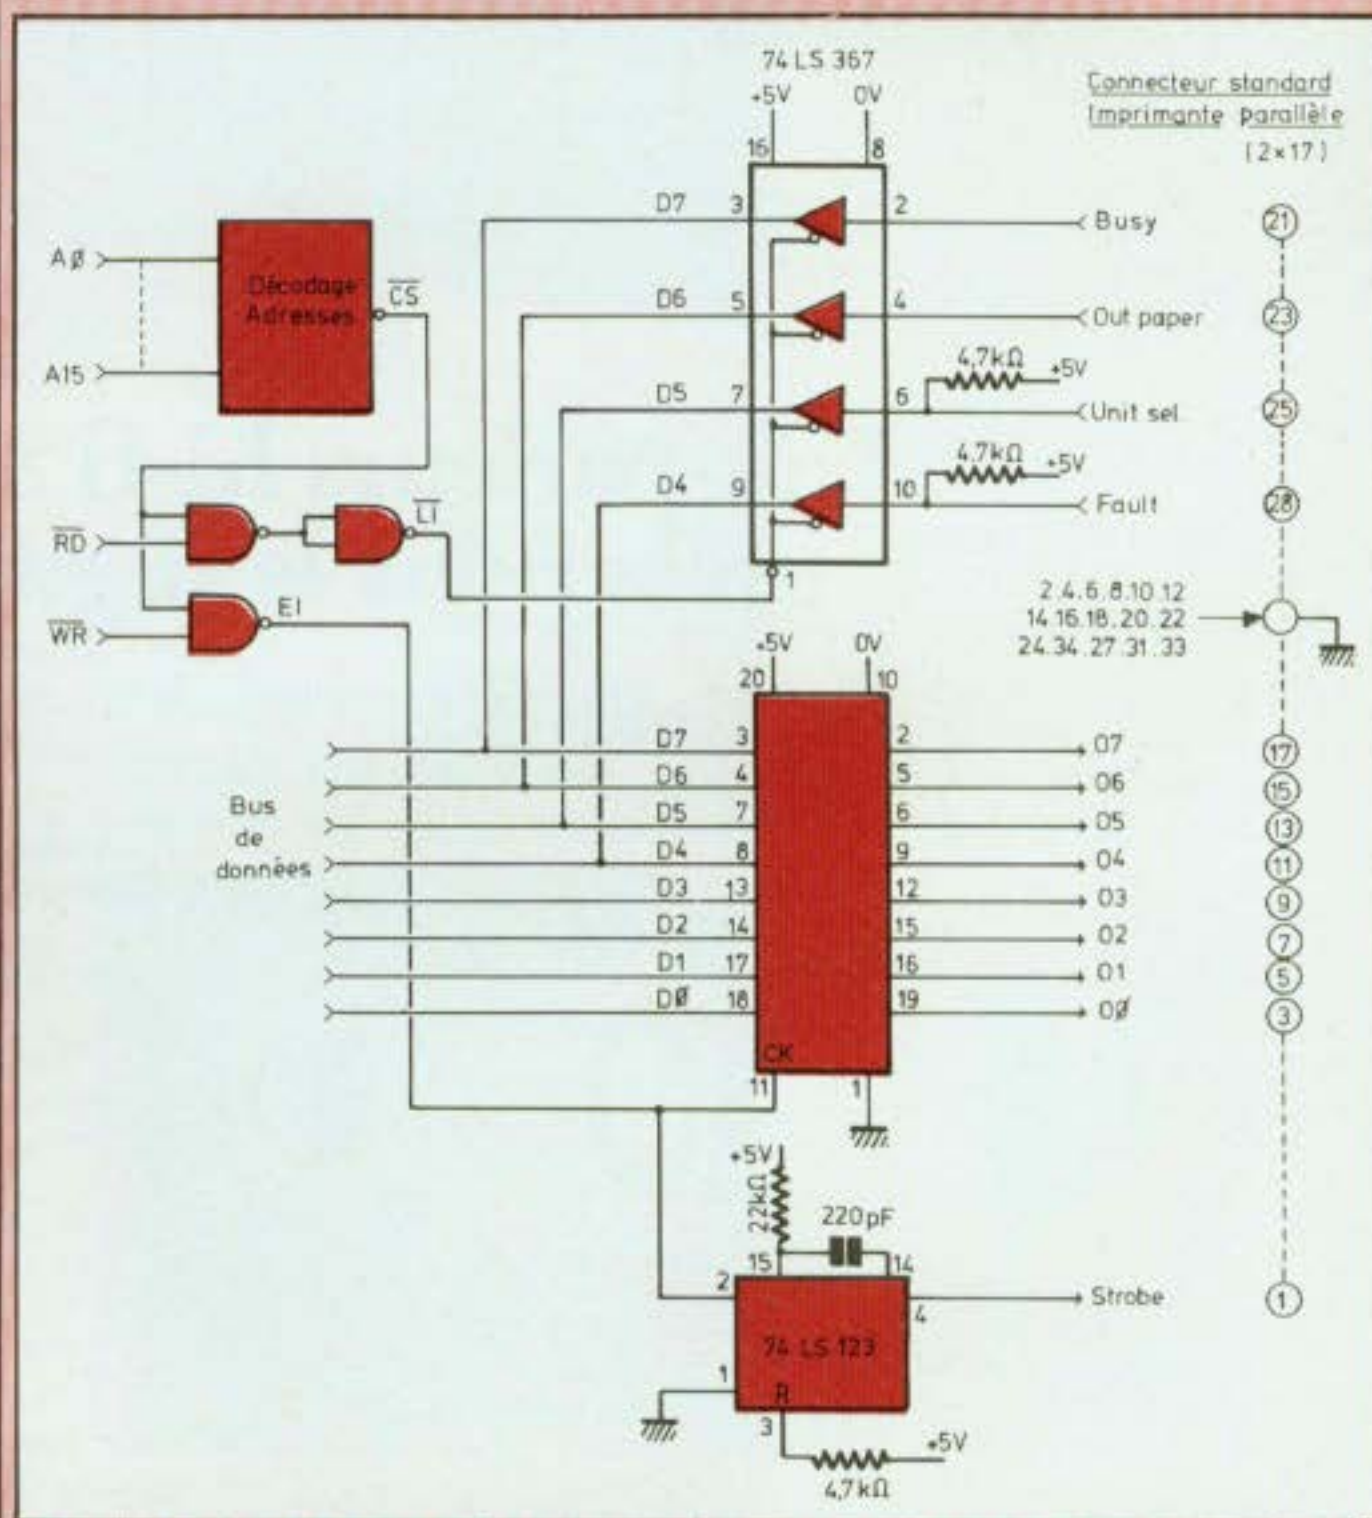 74 LS 367
+5V 0V
16 8
Connecteur standard
Imprimante parallèle
(2×17)
D7 3 2 Busy 21
AØ
Décodage
Adresses
CS
A15
D6 5 4 Out paper 23
4,7kΩ +5V
D5 7 6 Unit sel. 25
4,7kΩ +5V
D4 9 10 Fault 28
RD
LI
1
WR
EI
2.4.6.8.10.12
14.16.18.20.22
24.34.27.31.33
+5V 0V
20 10
Bus
de
données
D7 3 2 07 17
D6 4 5 06 15
D5 7 6 05 13
D4 8 9 04 11
D3 13 12 03 9
D2 14 15 02 7
D1 17 16 01 5
DØ 18 19 0Ø 3
CK
11 1
+5V
22kΩ
220pF
15 14
2 4 Strobe 1
74 LS 123
1
R
3
+5V
4,7kΩ